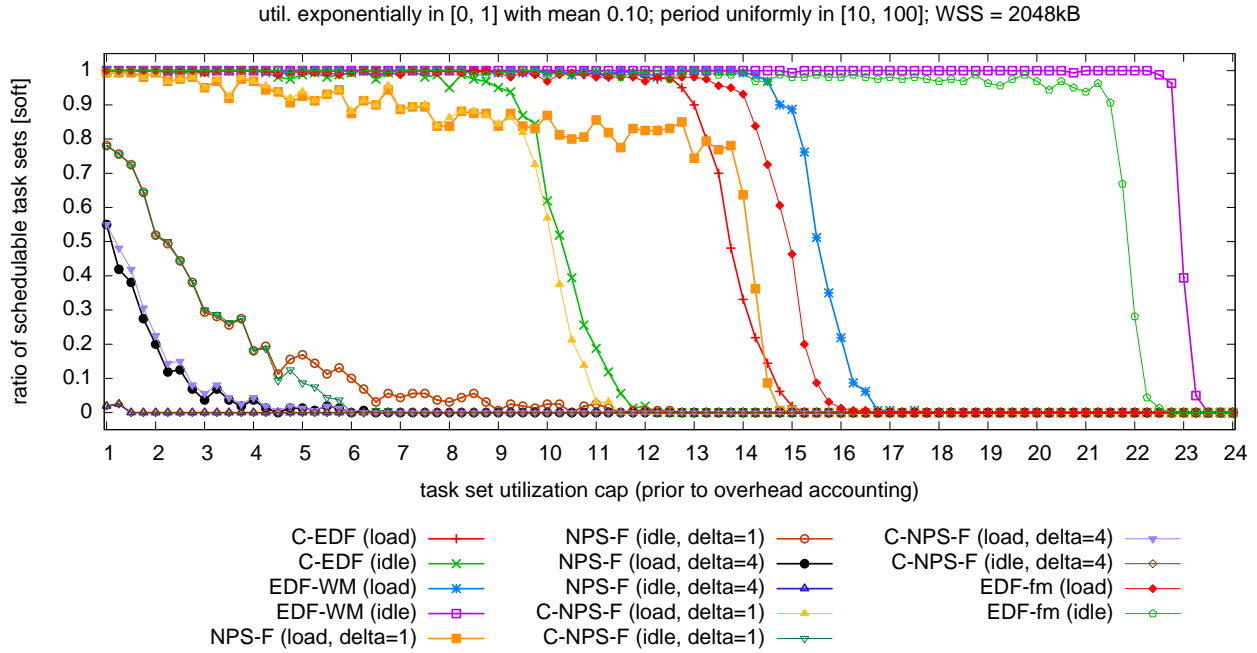 util. exponentially in [0, 1] with mean 0.10; period uniformly in [10, 100]; WSS = 2048kB
ratio of schedulable task sets [soft]
1
0.9
0.8
0.7
0.6
0.5
0.4
0.3
0.2
0.1
0
1 2 3 4 5 6 7 8 9 10 11 12 13 14 15 16 17 18 19 20 21 22 23 24
task set utilization cap (prior to overhead accounting)
C-EDF (load)
C-EDF (idle)
EDF-WM (load)
EDF-WM (idle)
NPS-F (load, delta=1)
NPS-F (idle, delta=1)
NPS-F (load, delta=4)
NPS-F (idle, delta=4)
C-NPS-F (load, delta=1)
C-NPS-F (idle, delta=1)
C-NPS-F (load, delta=4)
C-NPS-F (idle, delta=4)
EDF-fm (load)
EDF-fm (idle)